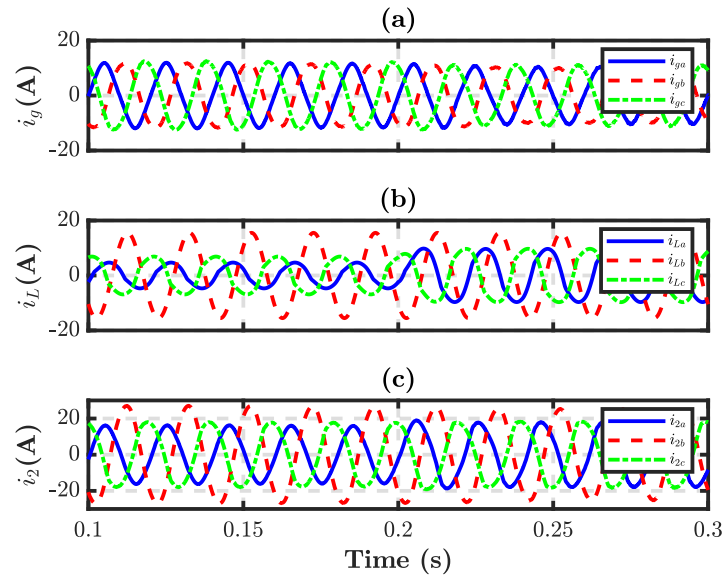 (a)
20
0
-20
i_g(A)
i_ga
i_gb
i_gc
(b)
20
0
-20
i_L(A)
i_La
i_Lb
i_Lc
(c)
20
0
-20
i_2(A)
i_2a
i_2b
i_2c
0.1 0.15 0.2 0.25 0.3
Time (s)